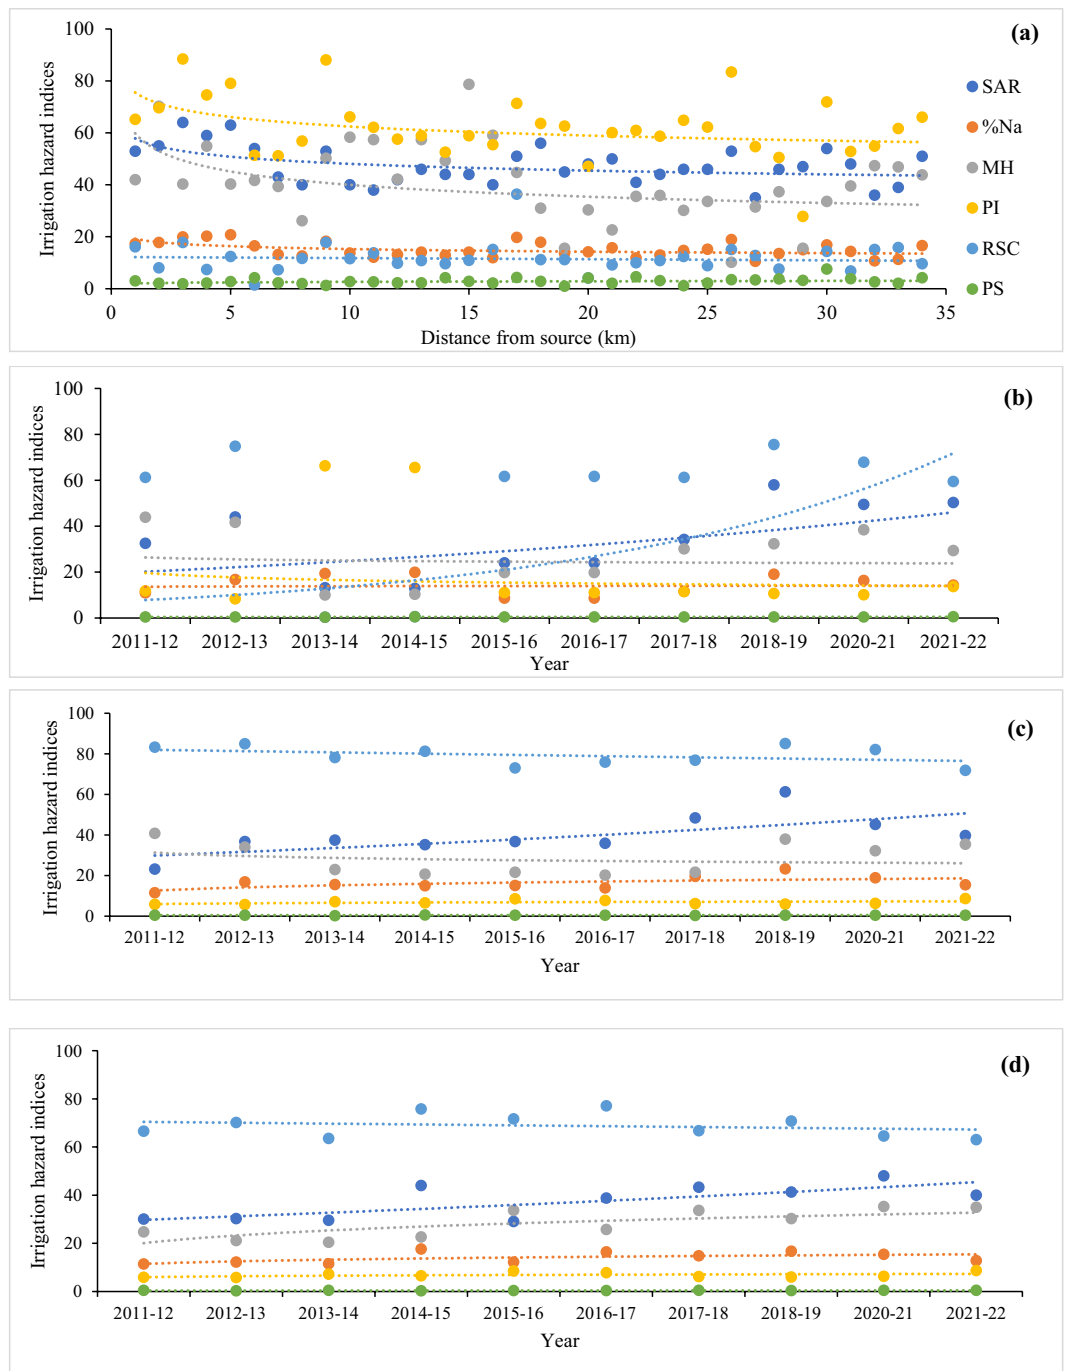 (a)
Irrigation hazard indices
100
80
60
40
20
0
0 5 10 15 20 25 30 35
Distance from source (km)
SAR
%Na
MH
PI
RSC
PS
(b)
Irrigation hazard indices
100
80
60
40
20
0
2011-12 2012-13 2013-14 2014-15 2015-16 2016-17 2017-18 2018-19 2020-21 2021-22
Year
(c)
Irrigation hazard indices
100
80
60
40
20
0
2011-12 2012-13 2013-14 2014-15 2015-16 2016-17 2017-18 2018-19 2020-21 2021-22
Year
(d)
Irrigation hazard indices
100
80
60
40
20
0
2011-12 2012-13 2013-14 2014-15 2015-16 2016-17 2017-18 2018-19 2020-21 2021-22
Year